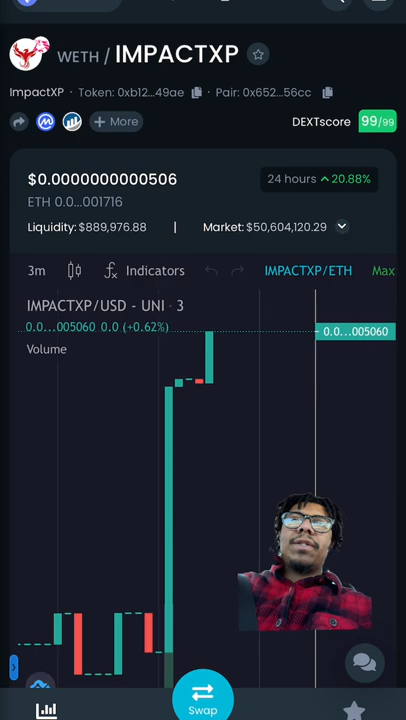 WETH / IMPACTXP
ImpactXP · Token: 0xb12...49ae · Pair: 0x652...56cc
+ More
DEXTscore 99/99
$0.0000000000506
24 hours 20.88%
ETH 0.0...001716
Liquidity: $889,976.88 | Market: $50,604,120.29
3m Indicators IMPACTXP/ETH Max
IMPACTXP/USD - UNI · 3
0.0...005060 0.0 (+0.62%)
0.0...005060
Volume
Swap